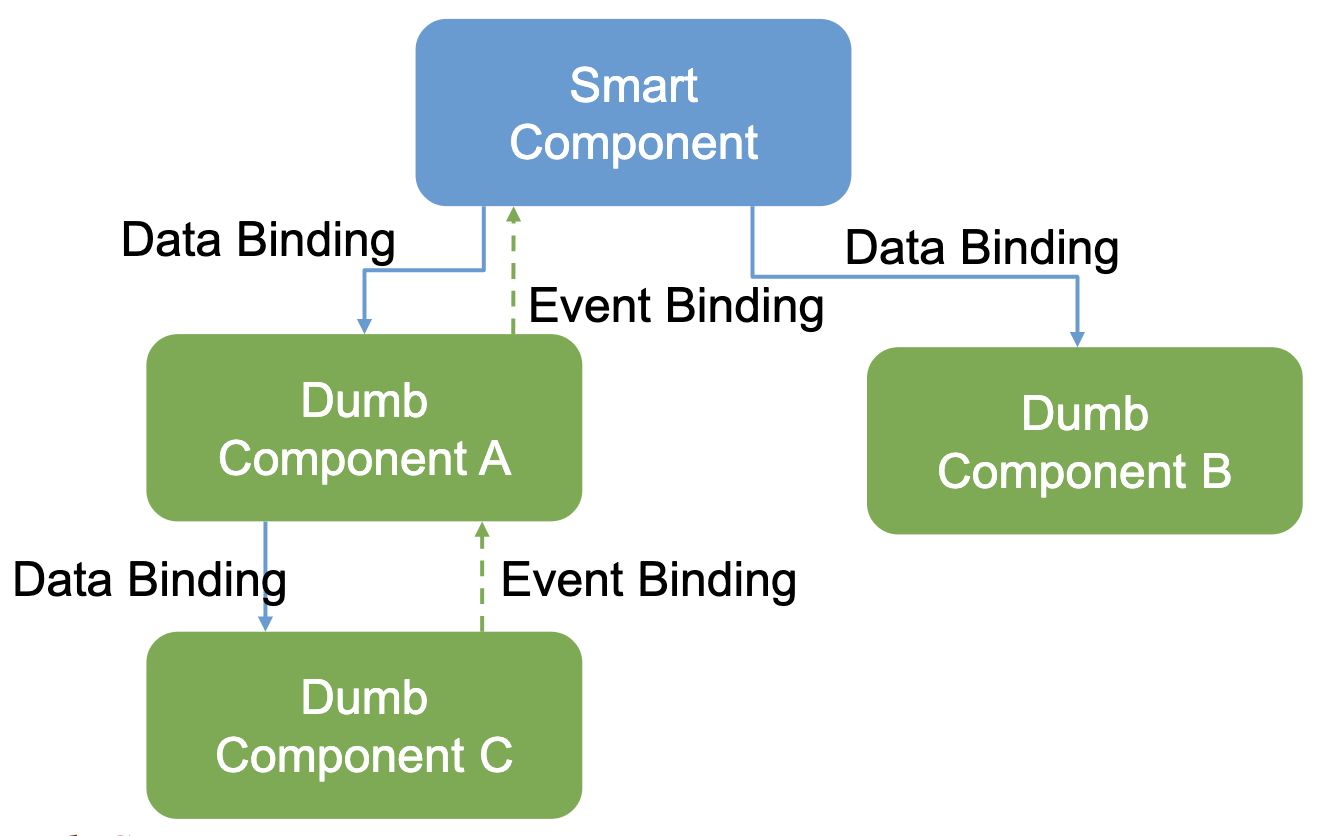 Smart
Component
Data Binding
Data Binding
Event Binding
Dumb
Component A
Dumb
Component B
Data Binding
Event Binding
Dumb
Component C